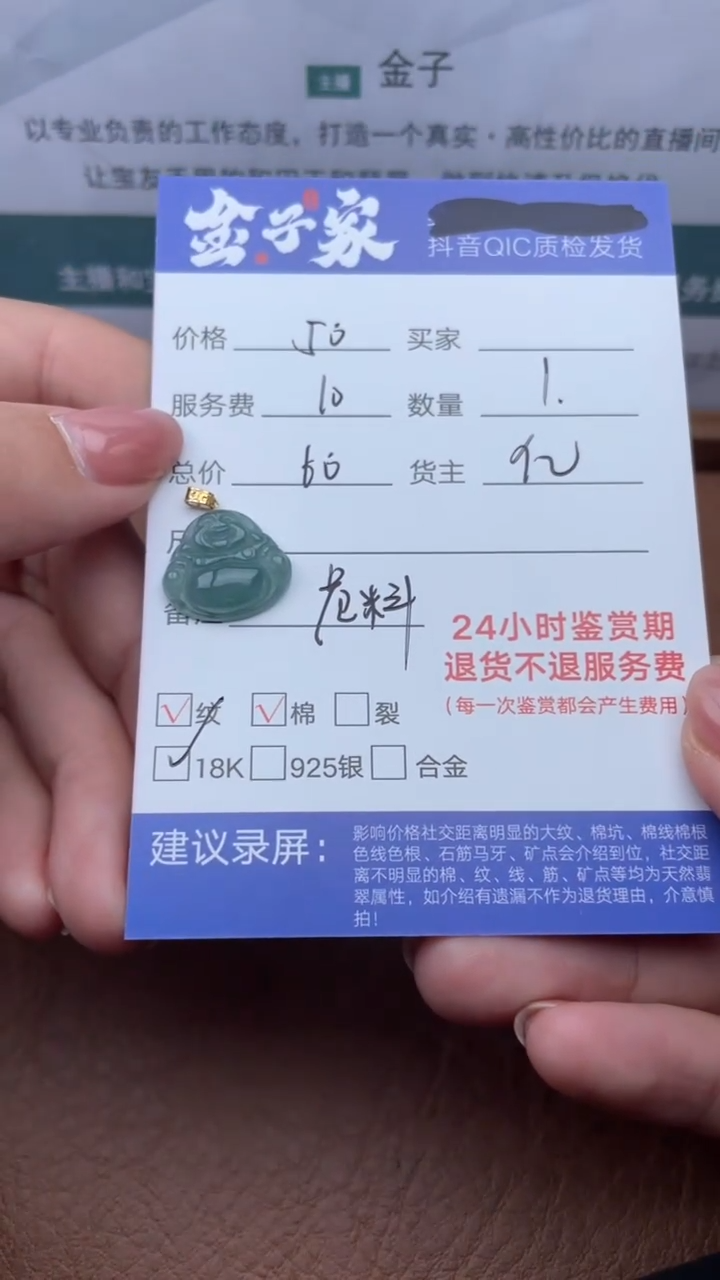 主播 金子
以专业负责的工作态度，打造一个真实·高性价比的直播间
让宝友
主播和
金子家
抖音QIC质检发货
价格 50 买家
服务费 10 数量 1.
总价 60 货主
尺
备注 危料
24小时鉴赏期
退货不退服务费
(每一次鉴赏都会产生费用)
纹 棉 裂
18K 925银 合金
建议录屏：
影响价格社交距离明显的大纹、棉坑、棉线棉根
色线色根、石筋马牙、矿点会介绍到位，社交距
离不明显的棉、纹、线、筋、矿点等均为天然翡
翠属性，如介绍有遗漏不作为退货理由，介意慎
拍！